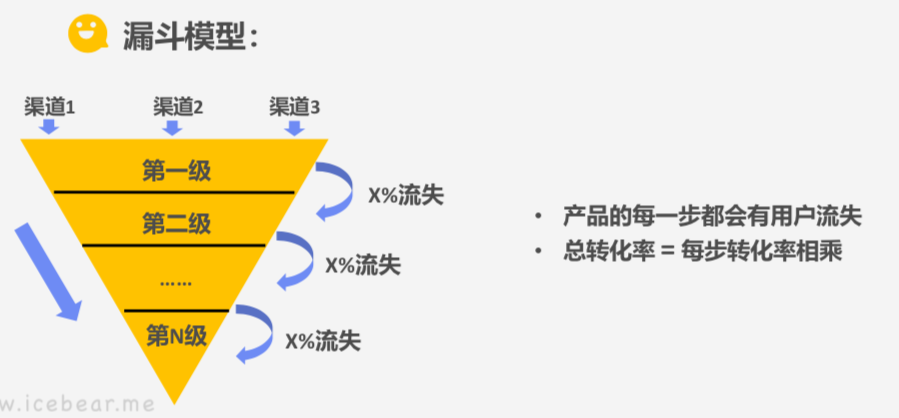 漏斗模型：
渠道1 渠道2 渠道3
第一级
X%流失
第二级
产品的每一步都会有用户流失
总转化率 = 每步转化率相乘
X%流失
……
第N级
X%流失
w.icebear.me